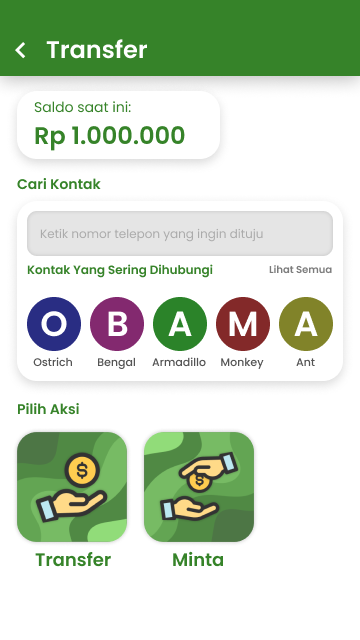 Transfer
Saldo saat ini:
Rp 1.000.000
Cari Kontak
Ketik nomor telepon yang ingin dituju
Kontak Yang Sering Dihubungi Lihat Semua
O B A M A
Ostrich Bengal Armadillo Monkey Ant
Pilih Aksi
$ $
Transfer Minta